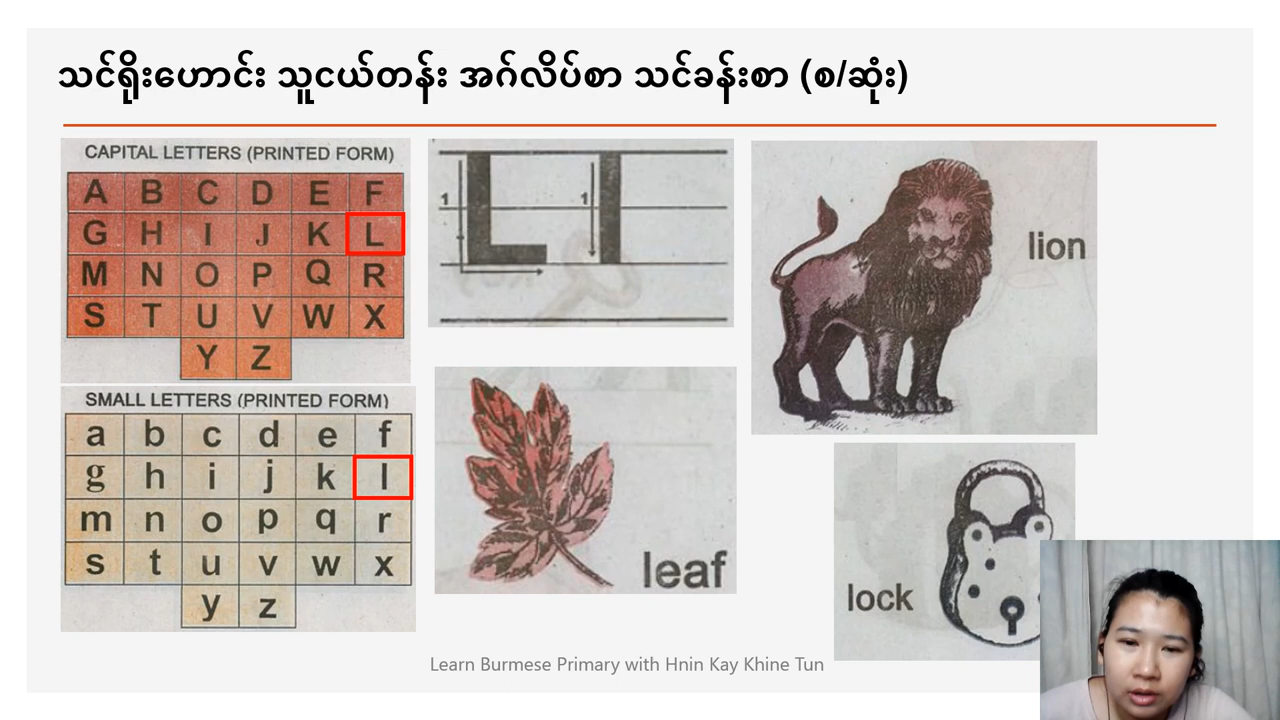 သင်ရိုးဟောင်း သူငယ်တန်း အင်္ဂလိပ်စာ သင်ခန်းစာ (စ/ဆုံး)
CAPITAL LETTERS (PRINTED FORM)
A B C D E F
G H I J K L
M N O P Q R
S T U V W X
Y Z
SMALL LETTERS (PRINTED FORM)
a b c d e f
g h i j k l
m n o p q r
s t u v w x
y z
1 L 1 l
leaf
lion
lock
Learn Burmese Primary with Hnin Kay Khine Tun